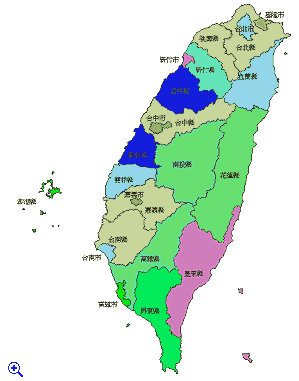 基隆市
台北市
桃園縣
台北縣
新竹市
新竹縣
宜蘭縣
苗栗縣
台中市
台中縣
彰化縣
南投縣
花蓮縣
雲林縣
澎湖縣
嘉義市
嘉義縣
台南縣
台南市
高雄縣
臺東縣
高雄市
屏東縣